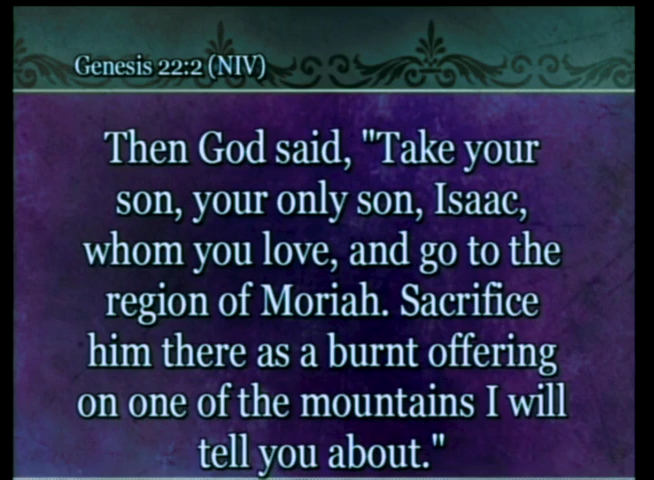 Genesis 22:2 (NIV)
Then God said, "Take your
son, your only son, Isaac,
whom you love, and go to the
region of Moriah. Sacrifice
him there as a burnt offering
on one of the mountains I will
tell you about."